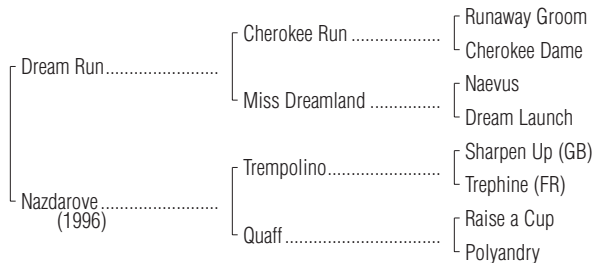 Runaway Groom
Cherokee Run
Cherokee Dame
Dream Run
Naevus
Miss Dreamland
Dream Launch
Sharpen Up (GB)
Trempolino
Trephine (FR)
Nazdarove
(1996)
Raise a Cup
Quaff
Polyandry